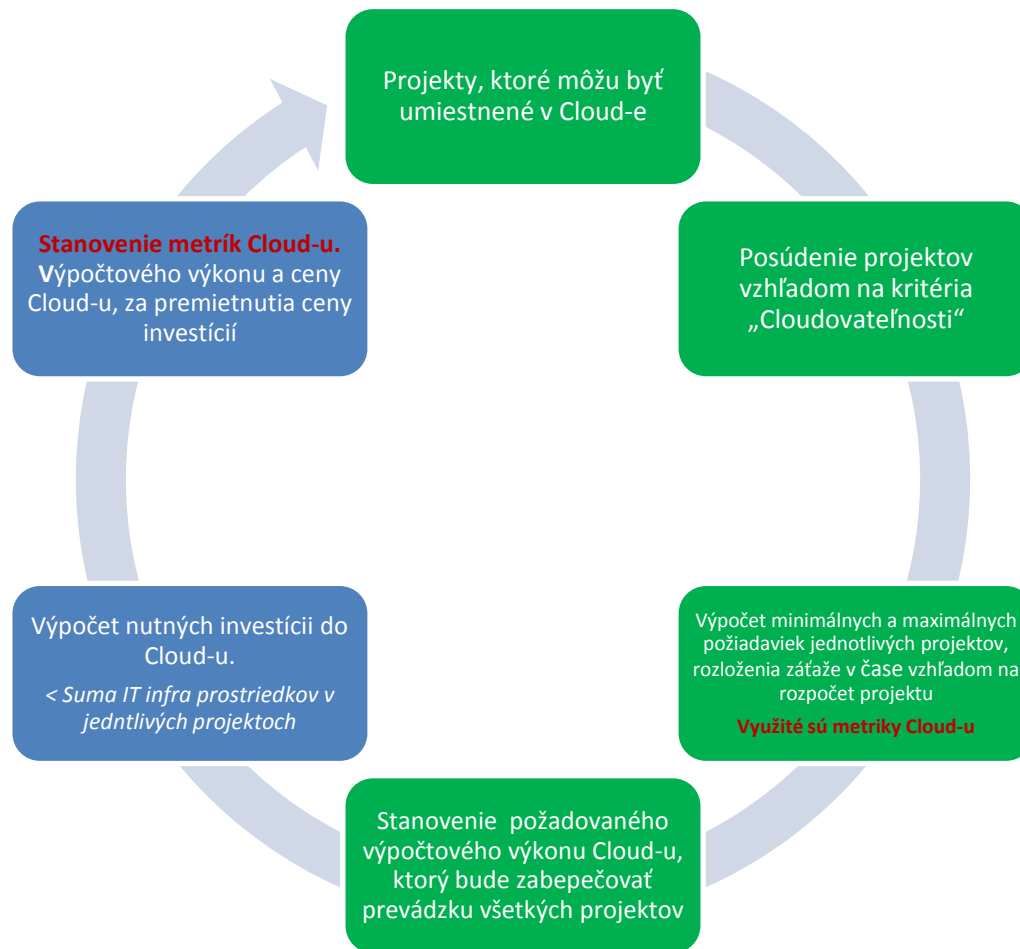 Projekty, ktoré môžu byť
umiestnené v Cloud-e
Posúdenie projektov
vzhľadom na kritéria
„Cloudovateľnosti“
Výpočet minimálnych a maximálnych
požiadaviek jednotlivých projektov,
rozloženia záťaže v čase vzhľadom na
rozpočet projektu
Využité sú metriky Cloud-u
Stanovenie požadovaného
výpočtového výkonu Cloud-u,
ktorý bude zabepečovať
prevádzku všetkých projektov
Výpočet nutných investícii do
Cloud-u.
< Suma IT infra prostriedkov v
jedntlivých projektoch
Stanovenie metrík Cloud-u.
Výpočtového výkonu a ceny
Cloud-u, za premietnutia ceny
investícií